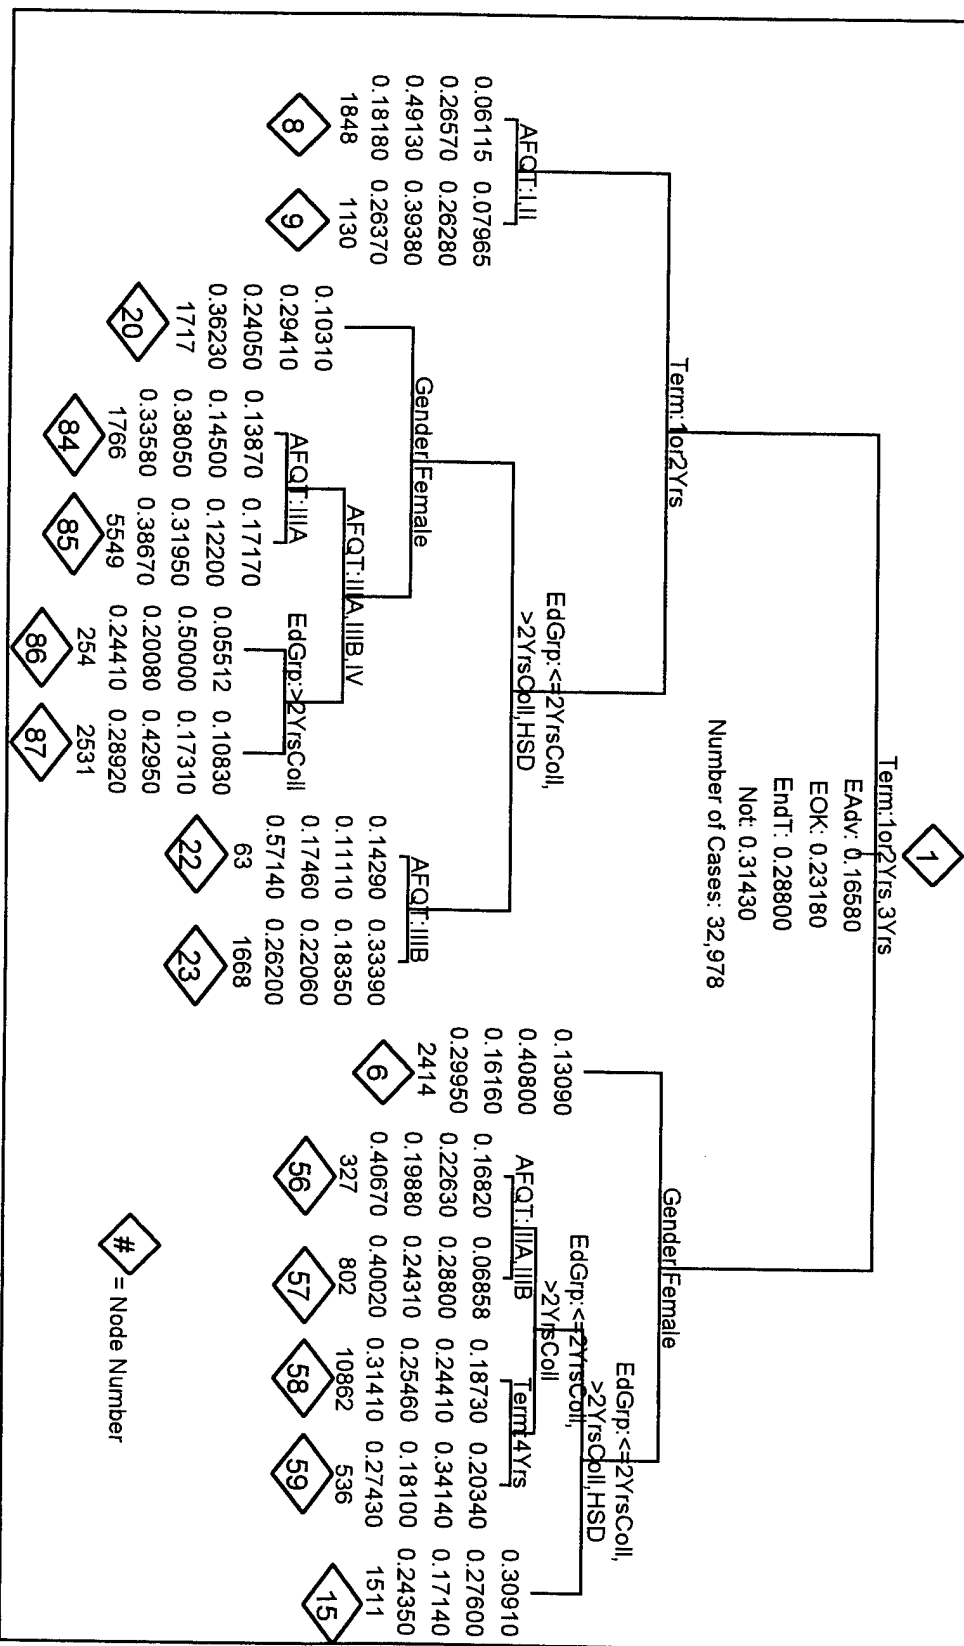 1
Term:1or2Yrs,3Yrs
EAdv: 0.16580
EOK: 0.23180
EndT: 0.28800
Not: 0.31430
Number of Cases: 32,978
Term:1or2Yrs
Gender:Female
AFQT:I,II
EdGrp:<=2YrsColl,
>2YrsColl,HSD
EdGrp:<=2YrsColl,
>2YrsColl,HSD
0.06115 0.07965
0.26570 0.26280
0.49130 0.39380
0.18180 0.26370
1848 1130
8 9
Gender:Female
AFQT:IIIB
0.10310
0.29410
0.24050
0.36230
1717
20
AFQT:IIIA,IIIB,IV
AFQT:IIIA
EdGrp:>2YrsColl
0.13870 0.17170
0.14500 0.12200
0.38050 0.31950
0.33580 0.38670
1766 5549
84 85
0.05512 0.10830
0.50000 0.17310
0.20080 0.42950
0.24410 0.28920
254 2531
86 87
0.14290 0.33390
0.11110 0.18350
0.17460 0.22060
0.57140 0.26200
63 1668
22 23
0.13090
0.40800
0.16160
0.29950
2414
6
EdGrp:<=2YrsColl,
>2YrsColl
AFQT:IIIA,IIIB
Term:4Yrs
0.16820 0.06858 0.18730 0.20340
0.22630 0.28800 0.24410 0.34140
0.19880 0.24310 0.25460 0.18100
0.40670 0.40020 0.31410 0.27430
327 802 10862 536
56 57 58 59
0.30910
0.27600
0.17140
0.24350
1511
15
# = Node Number